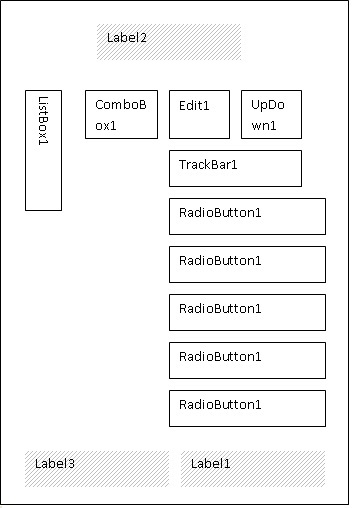 Label2
ListBox1
ComboB
ox1
Edit1
UpDo
wn1
TrackBar1
RadioButton1
RadioButton1
RadioButton1
RadioButton1
RadioButton1
Label3
Label1